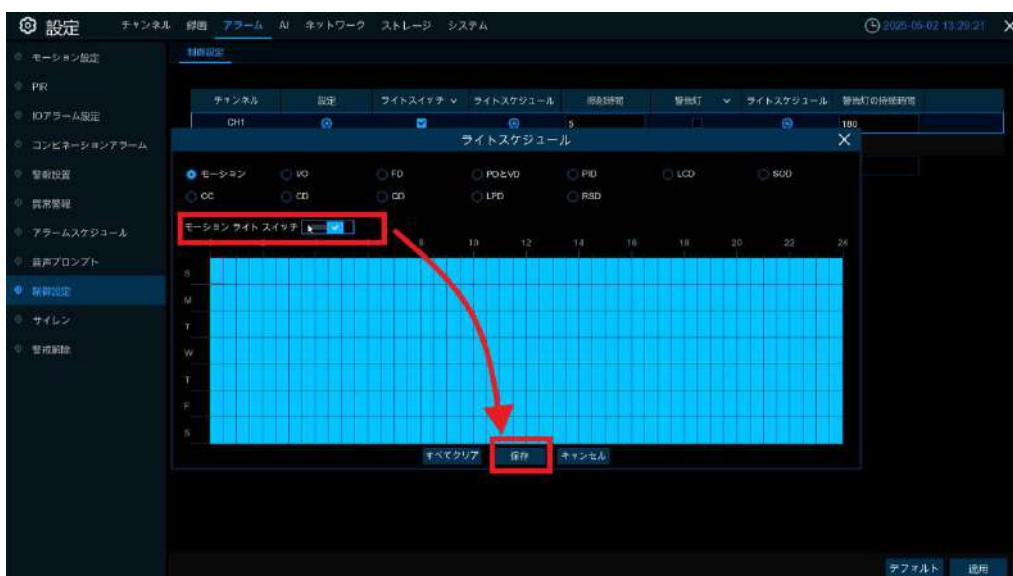 設定 チャンネル 録画 アラーム AI ネットワーク ストレージ システム 2025-05-02 13:29:21
モーション設定 制御設定
PIR
チャンネル 設定 ライトスイッチ ライトスケジュール 照射時間 警告灯 ライトスケジュール 警告灯の持続時間
IOアラーム設定 CH1 5 180
コンビネーションアラーム ライトスケジュール
モーション VO FD PDとVD PID LCD SOD
異常警報 CC CD QD LPD RSD
アラームスケジュール モーション ライト スイッチ
0 2 6 8 10 12 14 16 18 20 22 24
音声プロンプト
S
制御設定
M
サイレン T
警戒解除 W
T
F
S
すべてクリア 保存 キャンセル
デフォルト 適用